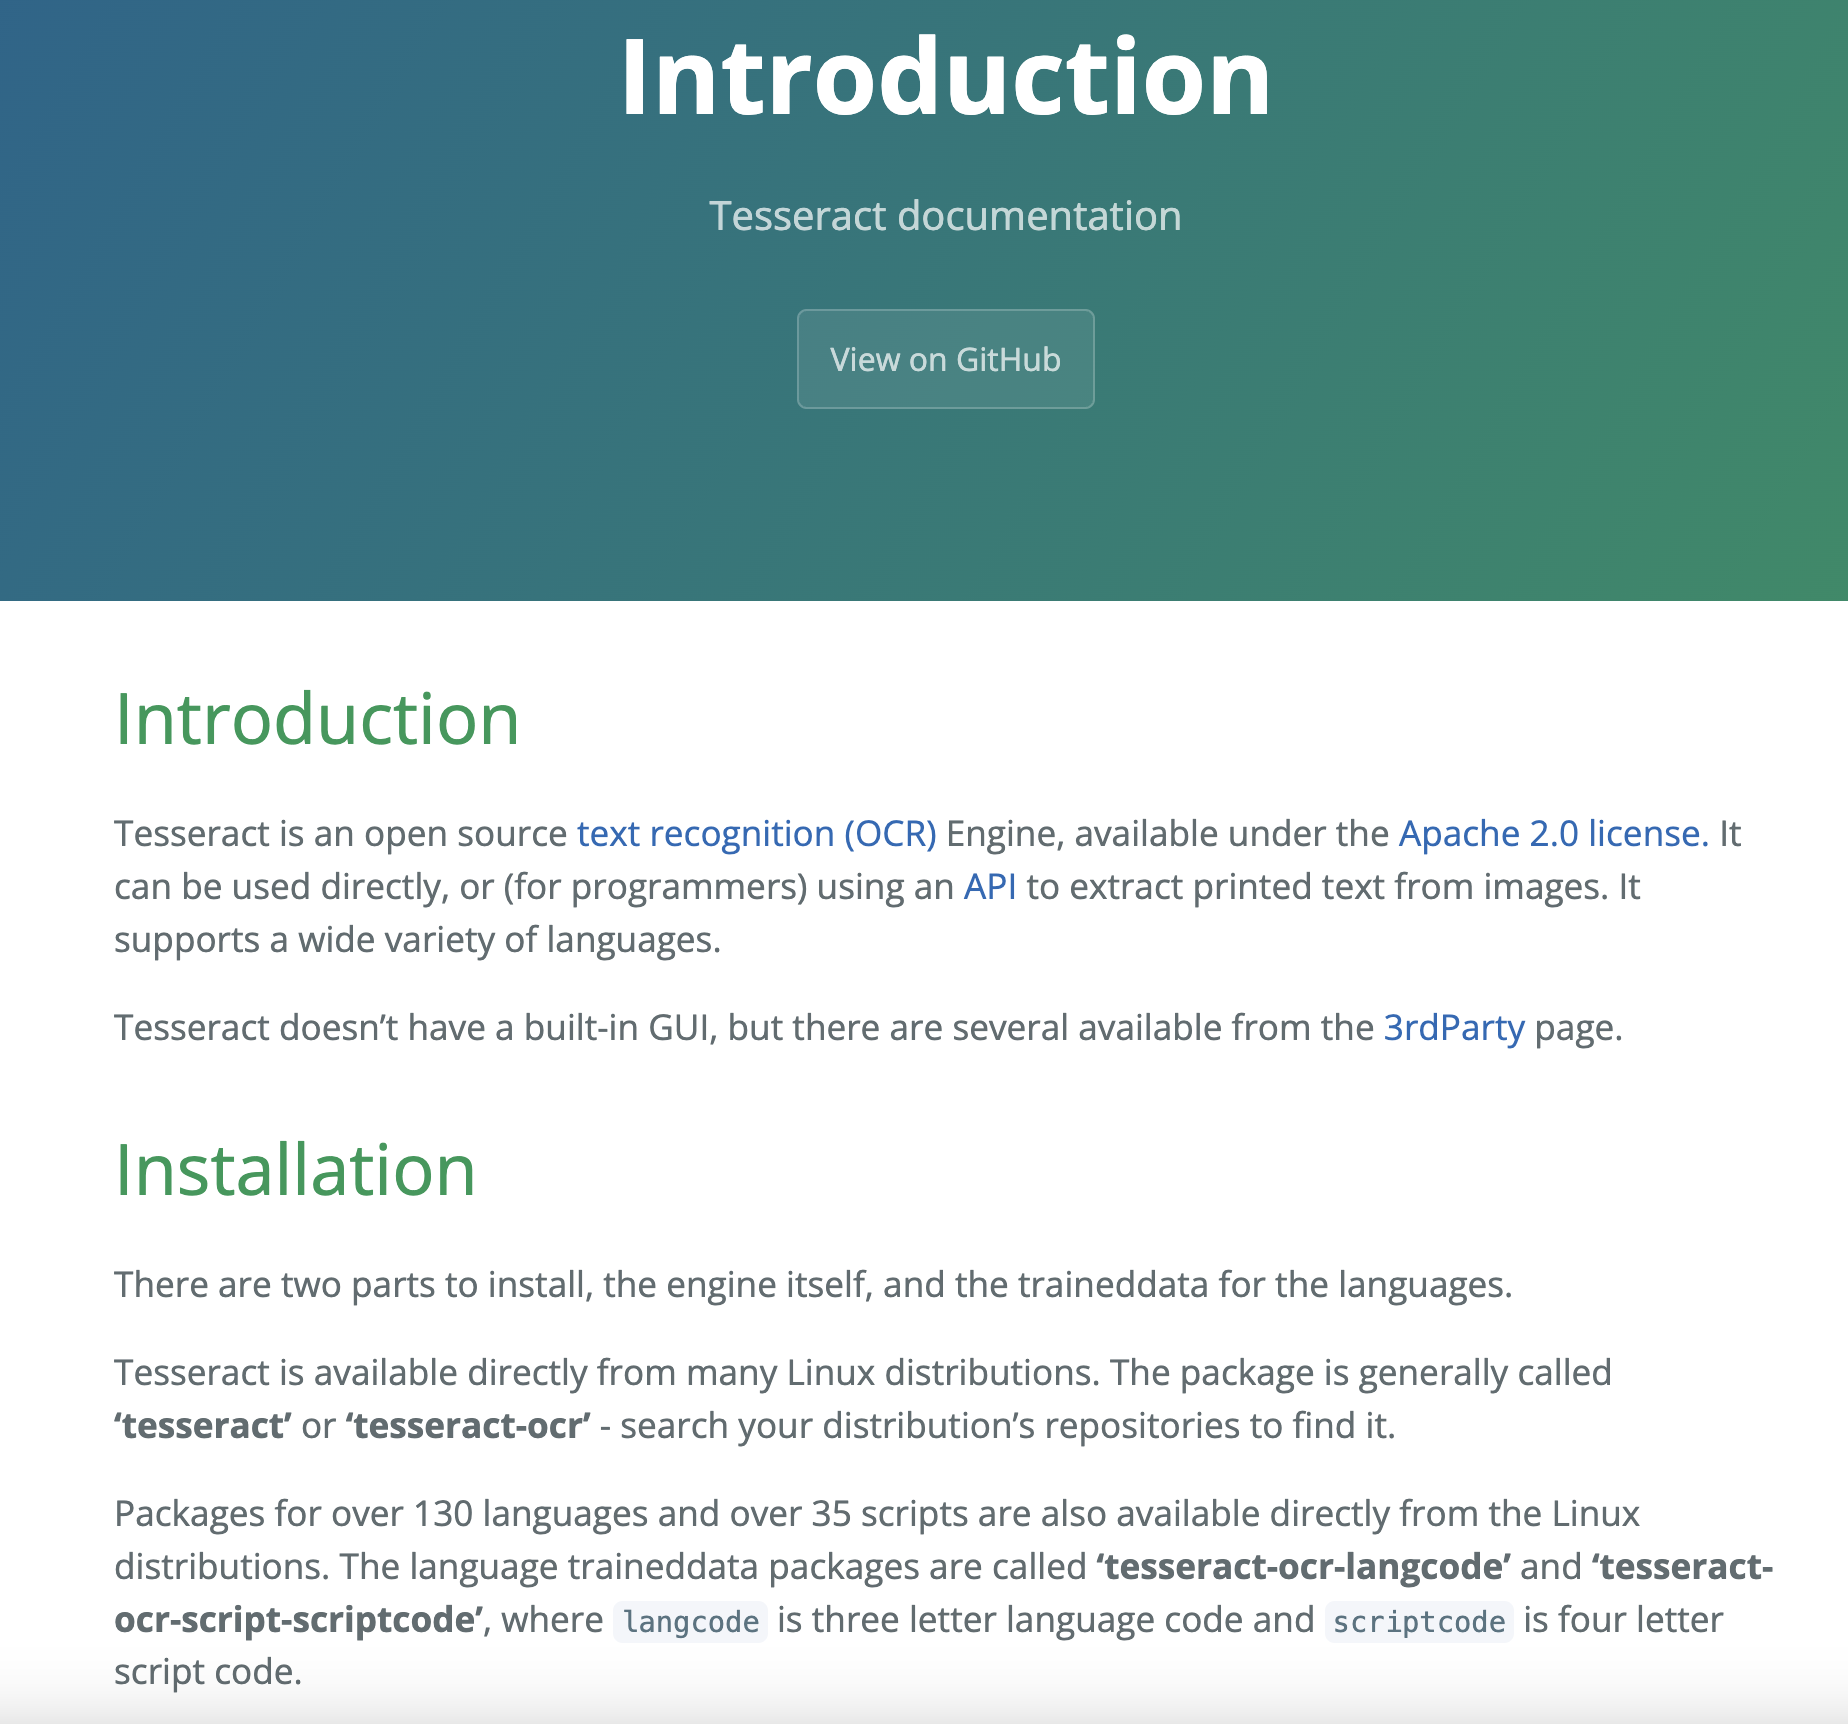 Introduction
Tesseract documentation
View on GitHub
Introduction
Tesseract is an open source text recognition (OCR) Engine, available under the Apache 2.0 license. It
can be used directly, or (for programmers) using an API to extract printed text from images. It
supports a wide variety of languages.
Tesseract doesn’t have a built-in GUI, but there are several available from the 3rdParty page.
Installation
There are two parts to install, the engine itself, and the traineddata for the languages.
Tesseract is available directly from many Linux distributions. The package is generally called
‘tesseract’ or ‘tesseract-ocr’ - search your distribution’s repositories to find it.
Packages for over 130 languages and over 35 scripts are also available directly from the Linux
distributions. The language traineddata packages are called ‘tesseract-ocr-langcode’ and ‘tesseract-
ocr-script-scriptcode’, where langcode is three letter language code and scriptcode is four letter
script code.